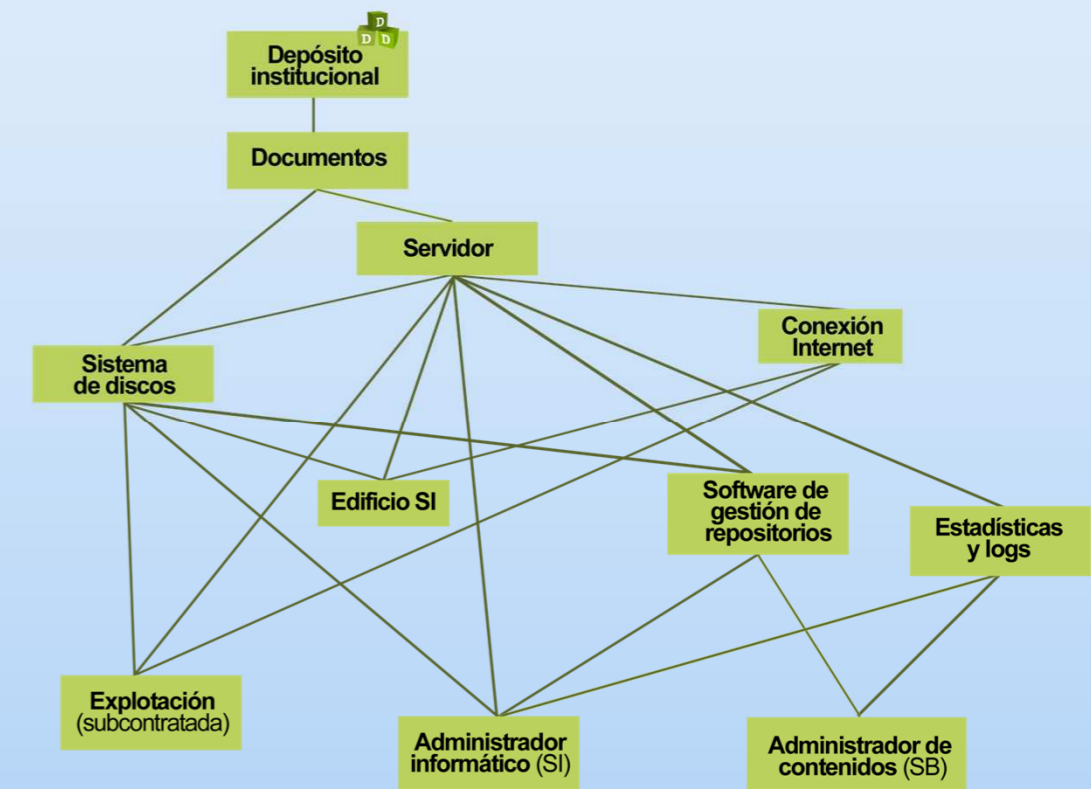 D
D D
Depósito
institucional
Documentos
Servidor
Conexión
Internet
Sistema
de discos
Edificio SI
Software de
gestión de
repositorios
Estadísticas
y logs
Explotación
(subcontratada)
Administrador
informático (SI)
Administrador de
contenidos (SB)